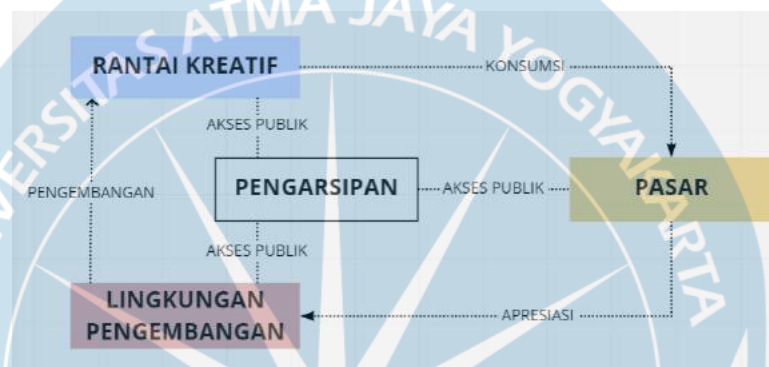 UNIVERSITAS ATMA JAYA YOGYAKARTA
RANTAI KREATIF
KONSUMSI
AKSES PUBLIK
PENGEMBANGAN
PENGARSIPAN
AKSES PUBLIK
PASAR
AKSES PUBLIK
LINGKUNGAN
PENGEMBANGAN
APRESIASI